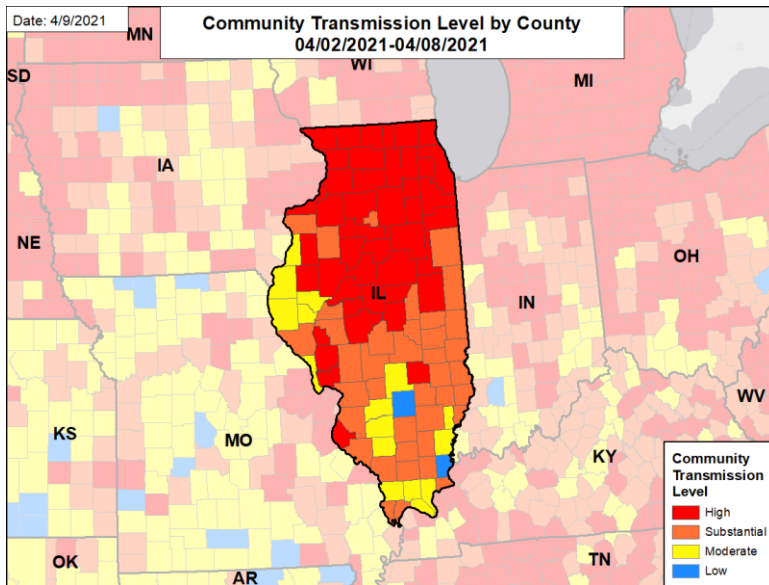 Date: 4/9/2021
Community Transmission Level by County
04/02/2021-04/08/2021
MN
SD
WI
MI
IA
NE
OH
IL
IN
WV
KS
MO
KY
OK
AR
TN
Community
Transmission
Level
High
Substantial
Moderate
Low